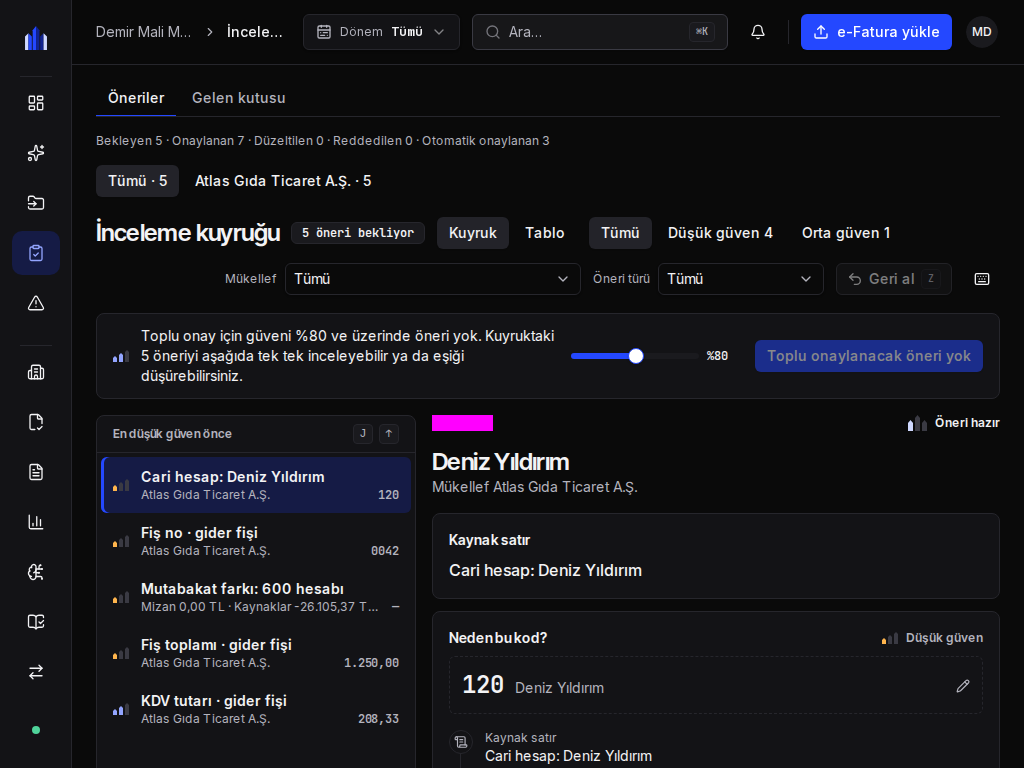 Demir Mali M... > İncele...
Dönem Tümü
Ara...
⌘K
e-Fatura yükle
MD
Öneriler
Gelen kutusu
Bekleyen 5 · Onaylanan 7 · Düzeltilen 0 · Reddedilen 0 · Otomatik onaylanan 3
Tümü · 5
Atlas Gıda Ticaret A.Ş. · 5
İnceleme kuyruğu
5 öneri bekliyor
Kuyruk
Tablo
Tümü
Düşük güven 4
Orta güven 1
Mükellef
Tümü
Öneri türü
Tümü
Geri al
Z
Toplu onay için güveni %80 ve üzerinde öneri yok. Kuyruktaki
5 öneriyi aşağıda tek tek inceleyebilir ya da eşiği
düşürebilirsiniz.
%80
Toplu onaylanacak öneri yok
En düşük güven önce
J
↑
Cari hesap: Deniz Yıldırım
Atlas Gıda Ticaret A.Ş.
120
Fiş no · gider fişi
Atlas Gıda Ticaret A.Ş.
0042
Mutabakat farkı: 600 hesabı
Mizan 0,00 TL · Kaynaklar -26.105,37 T...
—
Fiş toplamı · gider fişi
Atlas Gıda Ticaret A.Ş.
1.250,00
KDV tutarı · gider fişi
Atlas Gıda Ticaret A.Ş.
208,33
Öneri hazır
Deniz Yıldırım
Mükellef Atlas Gıda Ticaret A.Ş.
Kaynak satır
Cari hesap: Deniz Yıldırım
Neden bu kod?
Düşük güven
120 Deniz Yıldırım
Kaynak satır
Cari hesap: Deniz Yıldırım